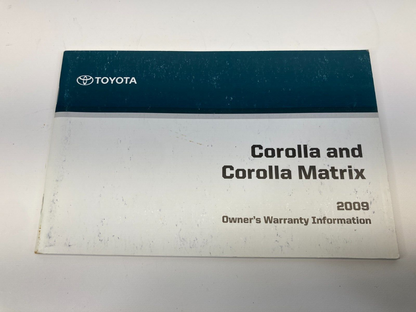 TOYOTA
Corolla and
Corolla Matrix
2009
Owner's Warranty Information